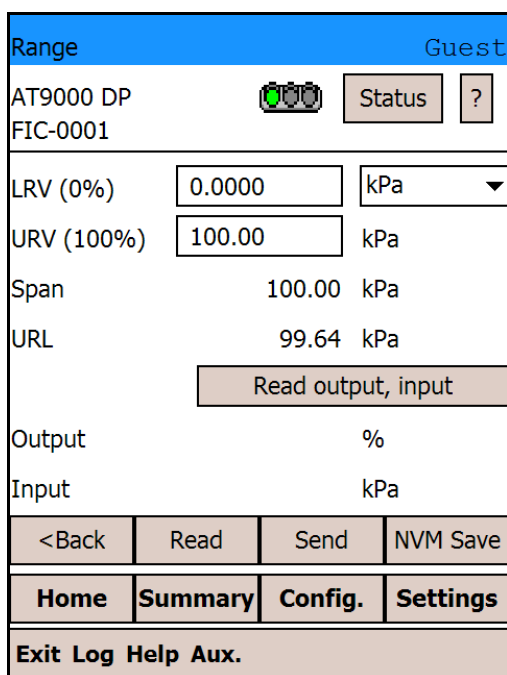 Range Guest
AT9000 DP Status ?
FIC-0001
LRV (0%) 0.0000 kPa
URV (100%) 100.00 kPa
Span 100.00 kPa
URL 99.64 kPa
Read output, input
Output %
Input kPa
<Back Read Send NVM Save
Home Summary Config. Settings
Exit Log Help Aux.